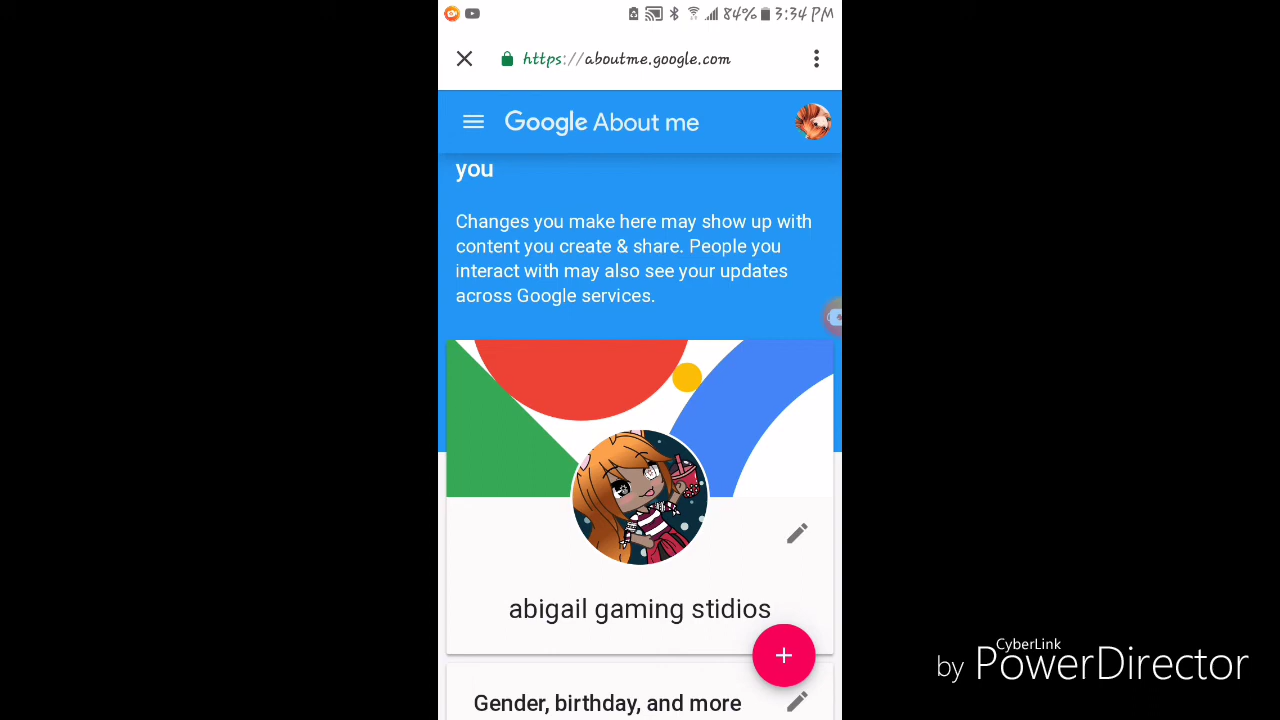 84% 3:34 PM
https://aboutme.google.com
Google About me
you
Changes you make here may show up with
content you create & share. People you
interact with may also see your updates
across Google services.
abigail gaming stidios
+
Gender, birthday, and more
CyberLink
by PowerDirector